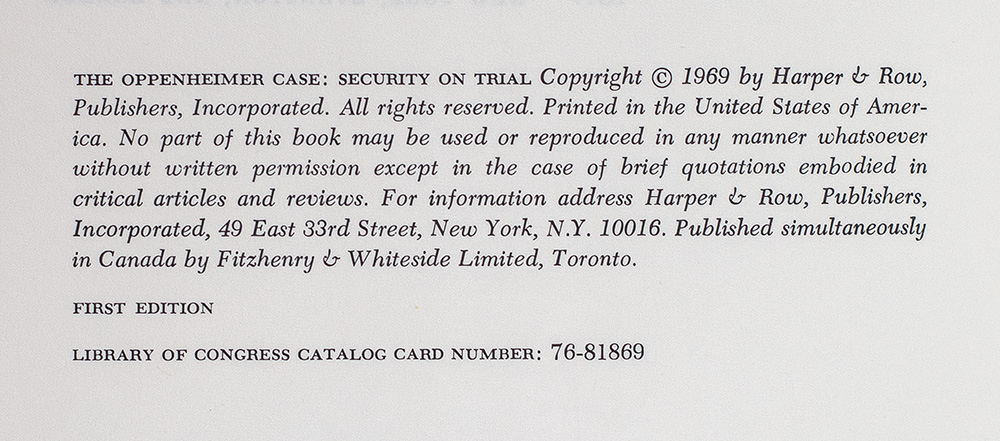 THE OPPENHEIMER CASE: SECURITY ON TRIAL Copyright © 1969 by Harper & Row,
Publishers, Incorporated. All rights reserved. Printed in the United States of Amer-
ica. No part of this book may be used or reproduced in any manner whatsoever
without written permission except in the case of brief quotations embodied in
critical articles and reviews. For information address Harper & Row, Publishers,
Incorporated, 49 East 33rd Street, New York, N.Y. 10016. Published simultaneously
in Canada by Fitzhenry & Whiteside Limited, Toronto.
FIRST EDITION
LIBRARY OF CONGRESS CATALOG CARD NUMBER: 76-81869